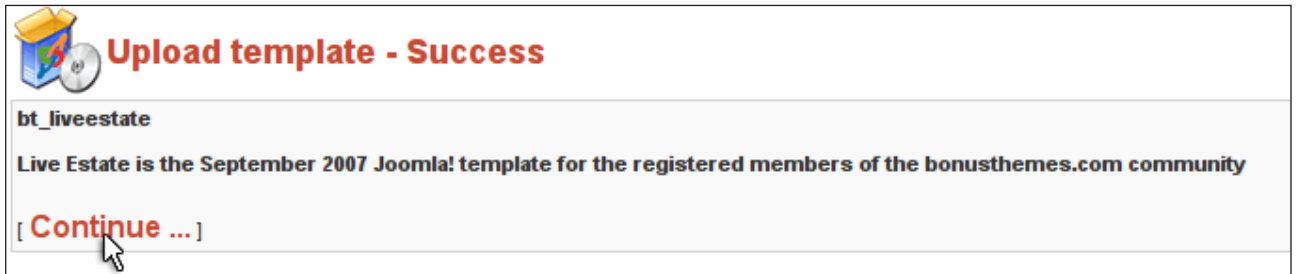 Upload template - Success
bt_liveestate
Live Estate is the September 2007 Joomla! template for the registered members of the bonusthemes.com community
[ Continue ... ]